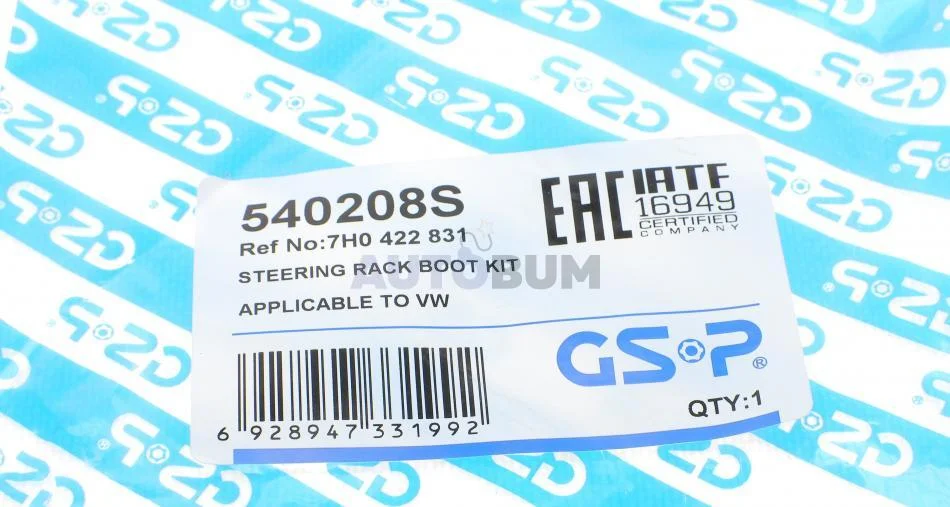 540208S
Ref No:7H0 422 831
STEERING RACK BOOT KIT
APPLICABLE TO VW
EAC
IATF
16949
CERTIFIED
COMPANY
AUTOBUM
GSP®
QTY:1
6 928947 331992